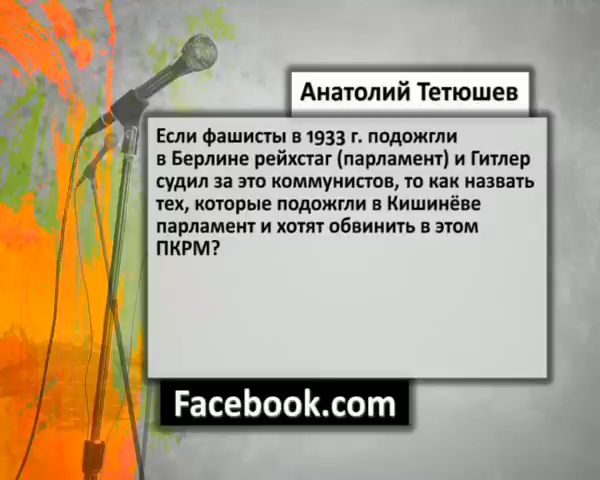 Анатолий Тетюшев
Если фашисты в 1933 г. подожгли
в Берлине рейхстаг (парламент) и Гитлер
судил за это коммунистов, то как назвать
тех, которые подожгли в Кишинёве
парламент и хотят обвинить в этом
ПКРМ?
Facebook.com